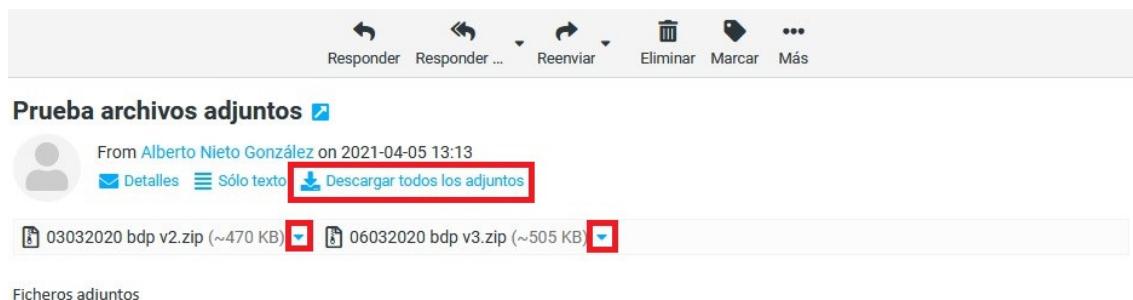 Responder Responder ... Reenviar Eliminar Marcar Más
Prueba archivos adjuntos
From Alberto Nieto González on 2021-04-05 13:13
Detalles Sólo texto Descargar todos los adjuntos
03032020 bdp v2.zip (~470 KB) 06032020 bdp v3.zip (~505 KB)
Ficheros adjuntos